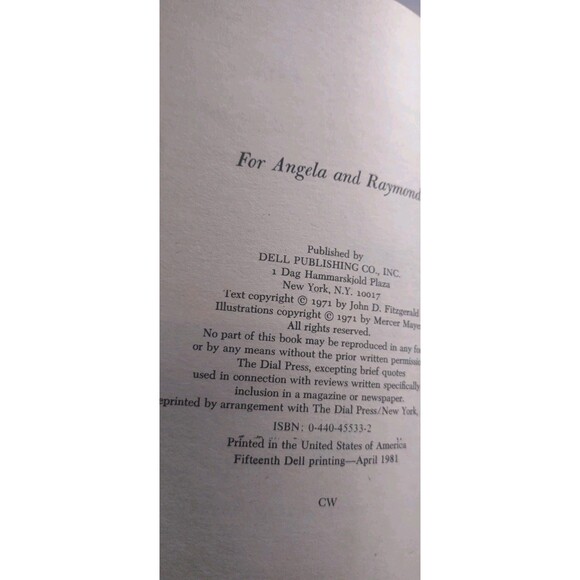 For Angela and Raymond
Published by
DELL PUBLISHING CO., INC.
1 Dag Hammarskjold Plaza
New York, N.Y. 10017
Text copyright © 1971 by John D. Fitzgerald
Illustrations copyright © 1971 by Mercer Maye
All rights reserved.
No part of this book may be reproduced in any fo
or by any means without the prior written permissi
The Dial Press, excepting brief quotes
used in connection with reviews written specifically
inclusion in a magazine or newspaper.
eprinted by arrangement with The Dial Press/New York,
ISBN: 0-440-45533-2
Printed in the United States of America
Fifteenth Dell printing—April 1981
CW